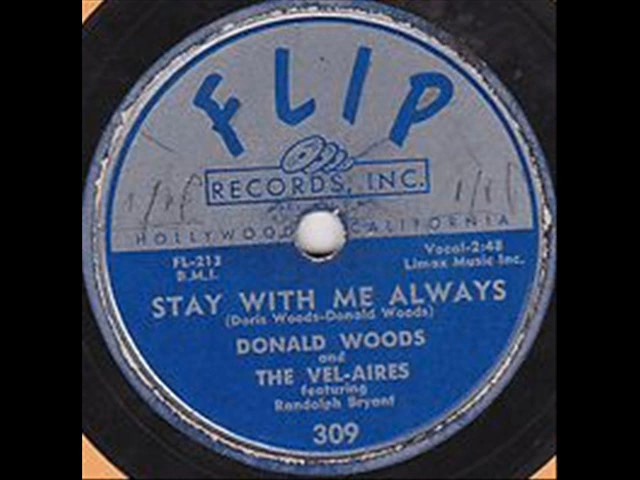 FLIP
RECORDS, INC.
HOLLYWOOD CALIFORNIA
FL-213
B.M.I.
Vocal-2:48
Limax Music Inc.
STAY WITH ME ALWAYS
(Doris Woods-Donald Woods)
DONALD WOODS
and
THE VEL-AIRES
featuring
Randolph Bryant
309